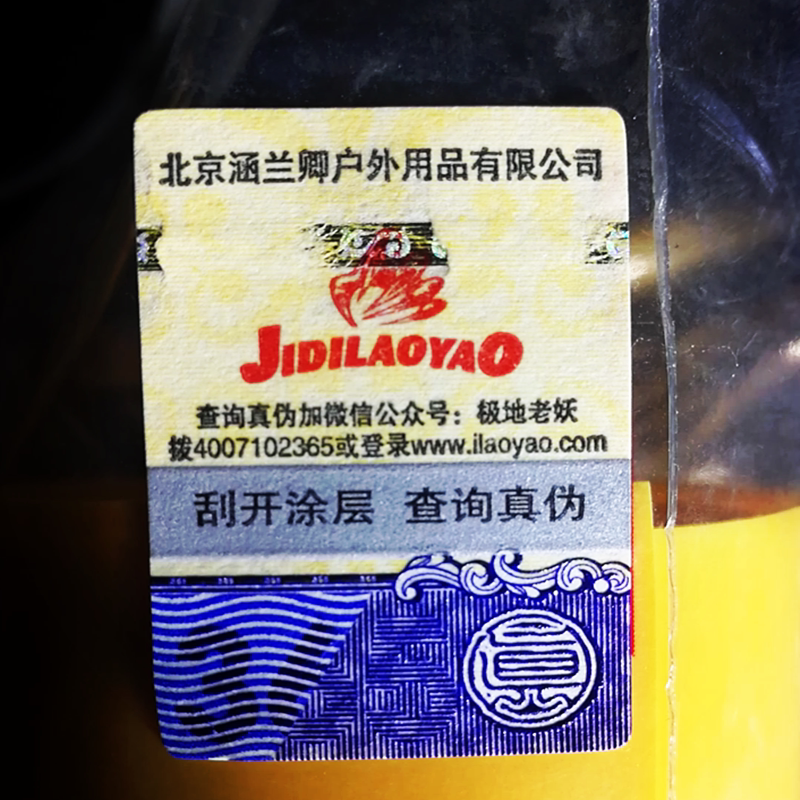 北京涵兰卿户外用品有限公司
JIDILAOYAO
查询真伪加微信公众号：极地老妖
拨4007102365或登录www.ilaoyao.com
刮开涂层 查询真伪
真